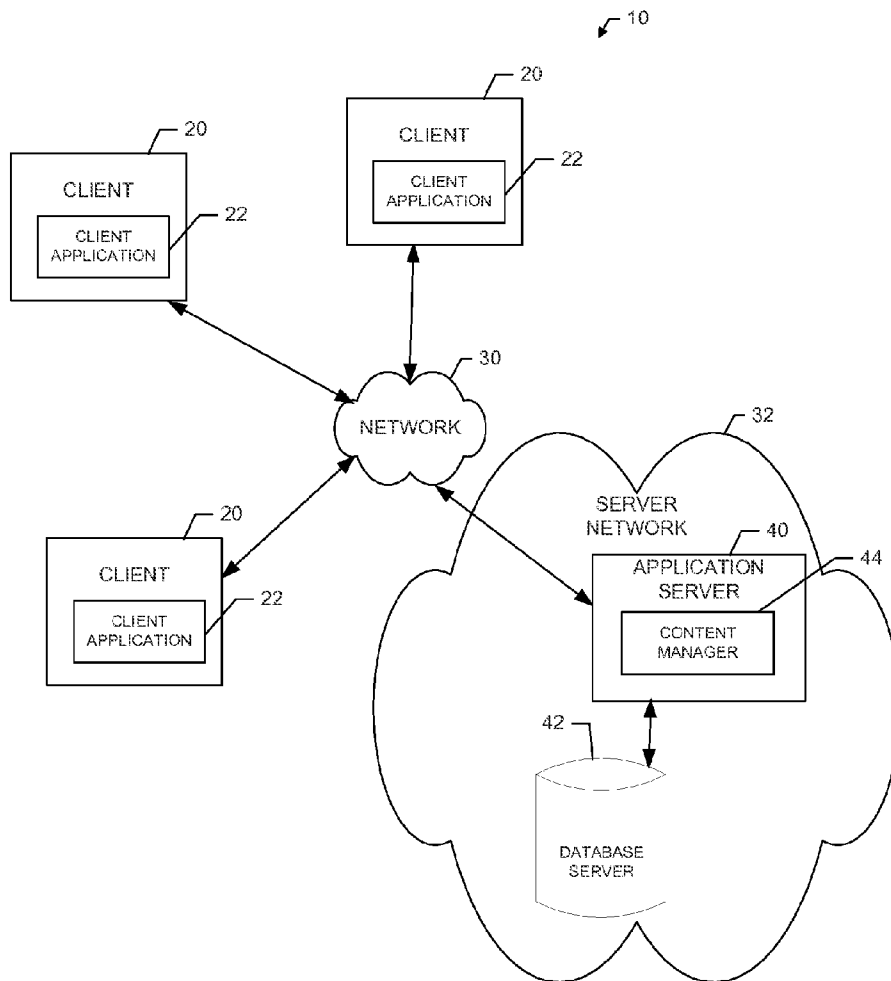 10
20
CLIENT
CLIENT
APPLICATION
22
20
CLIENT
CLIENT
APPLICATION
22
30
NETWORK
32
SERVER
NETWORK
20
CLIENT
CLIENT
APPLICATION
22
40
44
APPLICATION
SERVER
CONTENT
MANAGER
42
DATABASE
SERVER